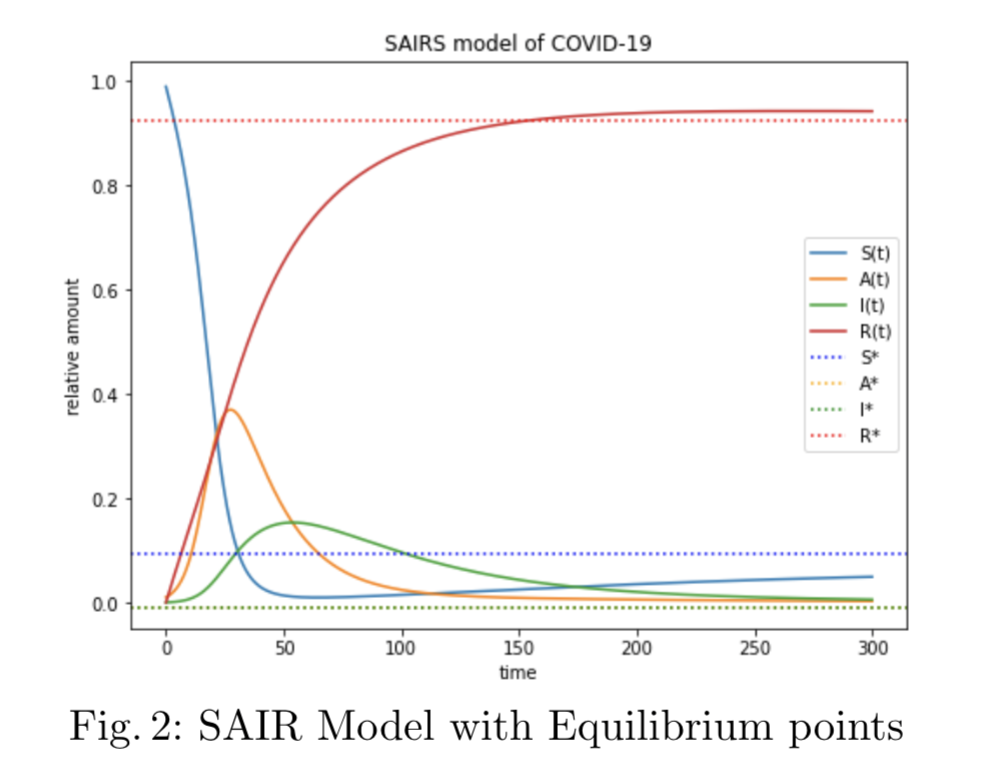 SAIRS model of COVID-19
1.0
0.8
0.6
0.4
0.2
0.0
relative amount
S(t)
A(t)
I(t)
R(t)
S*
A*
I*
R*
0 50 100 150 200 250 300
time
Fig. 2: SAIR Model with Equilibrium points